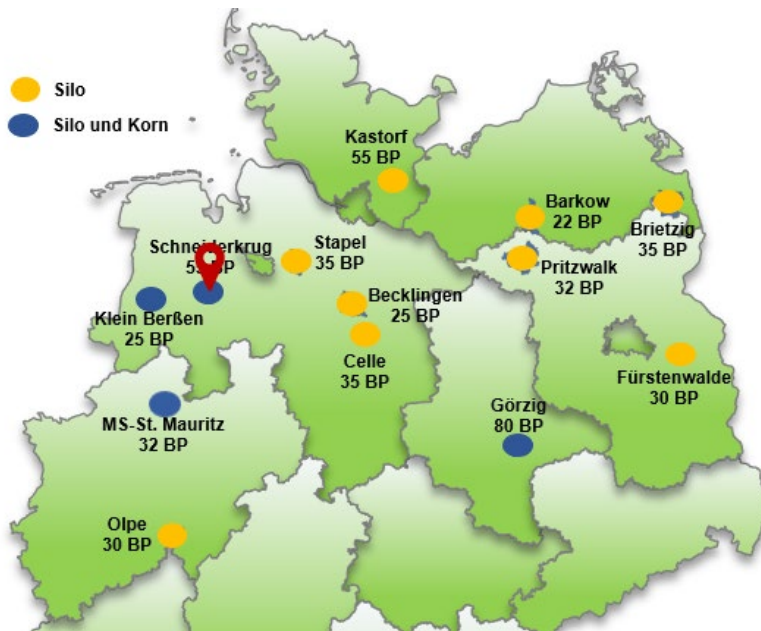 Silo
Silo und Korn
Kastorf
55 BP
Barkow
22 BP
Brietzig
35 BP
Schneiderkrug
BP
Stapel
35 BP
Pritzwalk
32 BP
Klein Berßen
25 BP
Becklingen
25 BP
Celle
35 BP
Fürstenwalde
30 BP
MS-St. Mauritz
32 BP
Görzig
80 BP
Olpe
30 BP